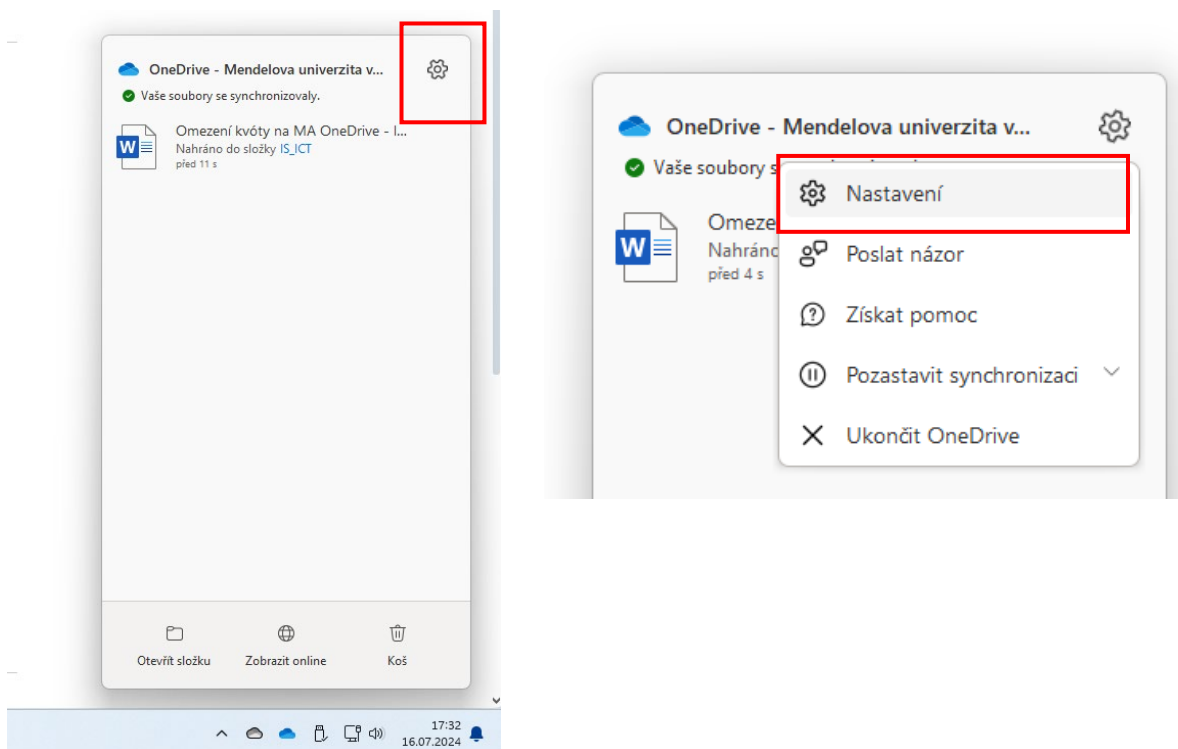 OneDrive - Mendelova univerzita v...
Vaše soubory se synchronizovaly.
W
Omezení kvóty na MA OneDrive - I...
Nahráno do složky IS_ICT
před 11 s
Otevřít složku
Zobrazit online
Koš
17:32
16.07.2024
OneDrive - Mendelova univerzita v...
Vaše soubory s
W
Omeze
Nahráno
před 4 s
Nastavení
Poslat názor
Získat pomoc
Pozastavit synchronizaci
Ukončit OneDrive